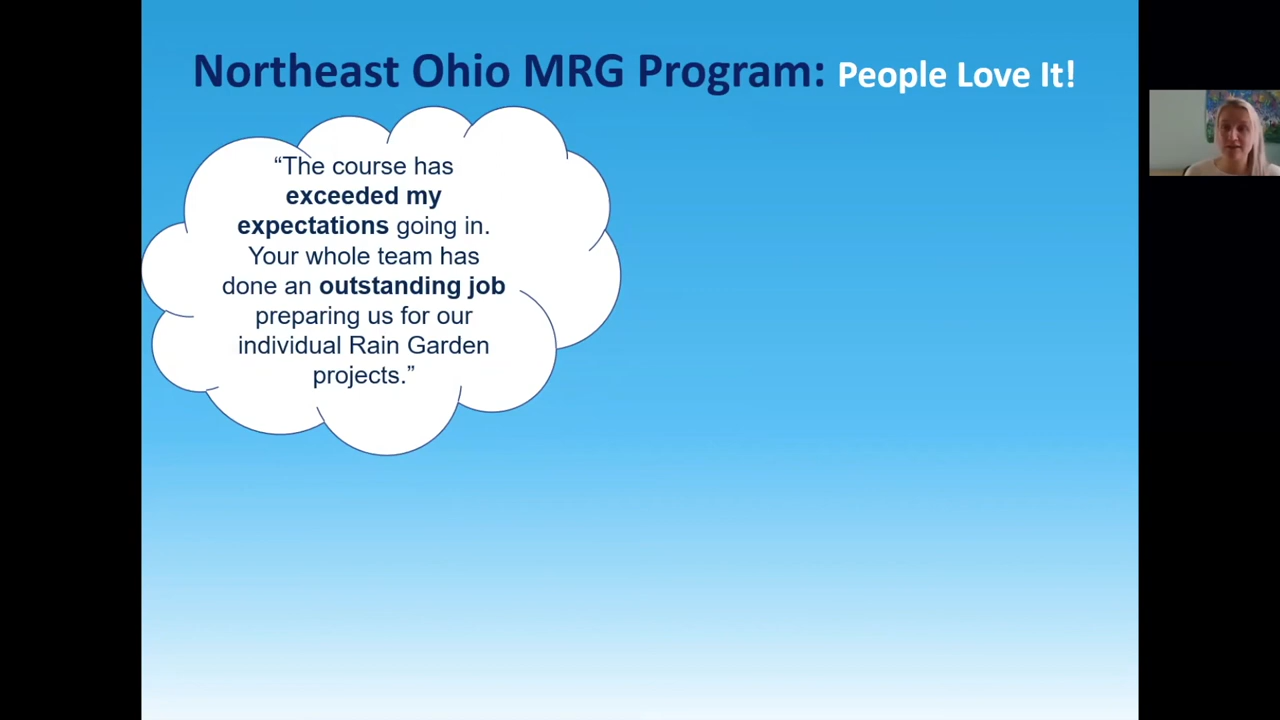 Northeast Ohio MRG Program: People Love It!
“The course has
exceeded my
expectations going in.
Your whole team has
done an outstanding job
preparing us for our
individual Rain Garden
projects.”